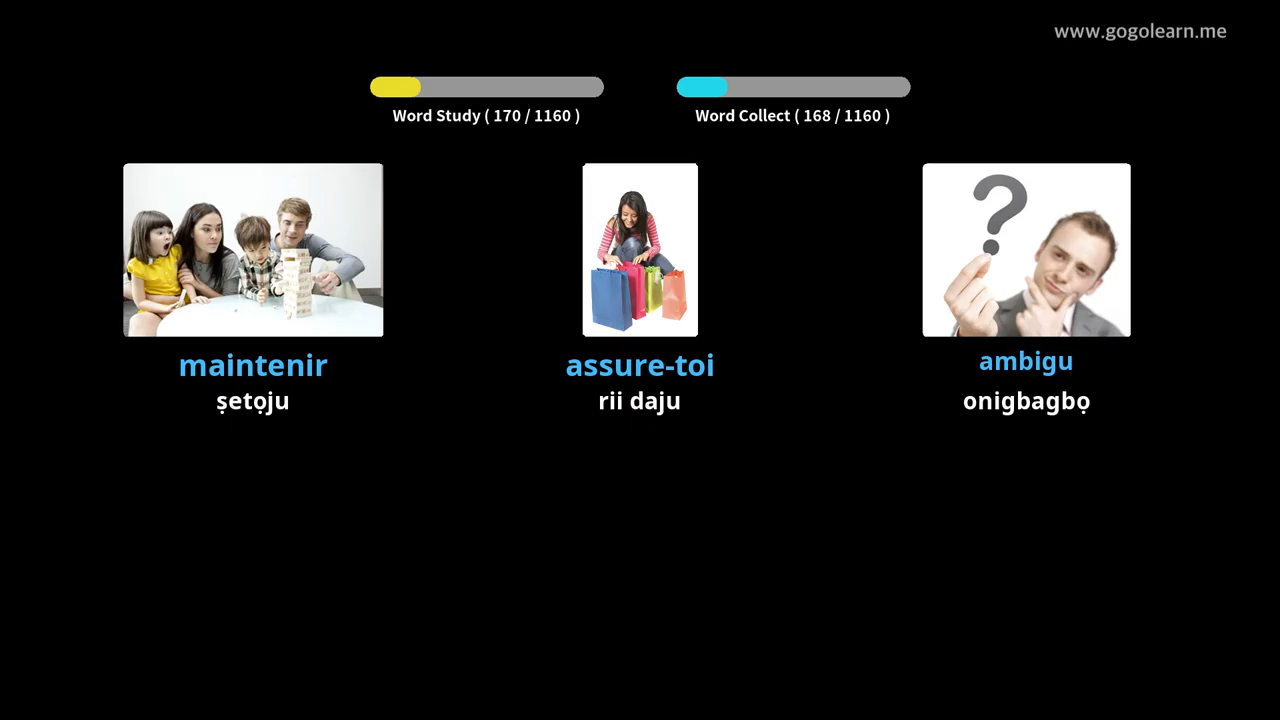 www.gogolearn.me
Word Study ( 170 / 1160 )
Word Collect ( 168 / 1160 )
maintenir
ṣetọju
assure-toi
rii daju
ambigu
onigbagbọ